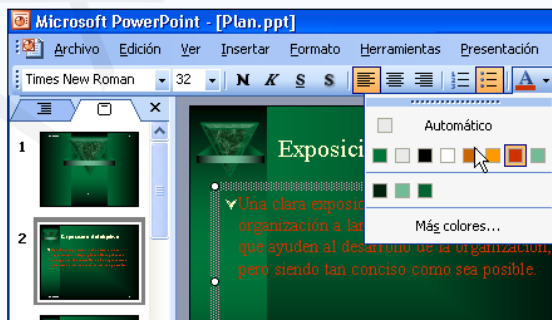 Microsoft PowerPoint - [Plan.ppt]
Archivo Edición Ver Insertar Formato Herramientas Presentación
Times New Roman 32 N K S S A
Automático
Más colores...
1
2
Exposici
Una clara exposic
organización a lar
que ayuden al desarrollo de la organización,
pero siendo tan conciso como sea posible.